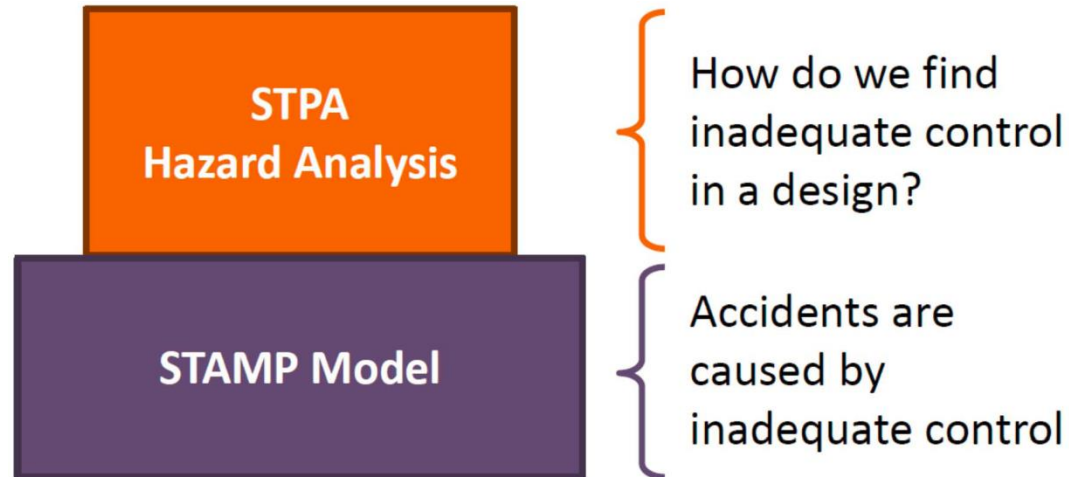 STPA
Hazard Analysis
How do we find
inadequate control
in a design?
STAMP Model
Accidents are
caused by
inadequate control